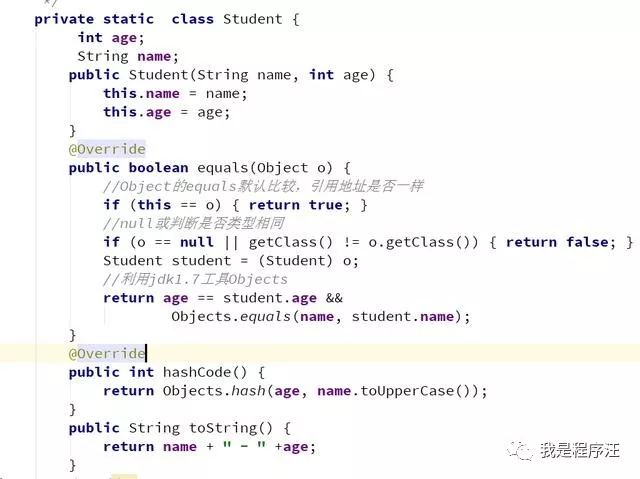 */
private static  class Student {
int age;
String name;
public Student(String name, int age) {
this.name = name;
this.age = age;
}
@Override
public boolean equals(Object o) {
//Object的equals默认比较，引用地址是否一样
if (this == o) { return true; }
//null或判断是否类型相同
if (o == null || getClass() != o.getClass()) { return false; }
Student student = (Student) o;
//利用jdk1.7工具Objects
return age == student.age &&
Objects.equals(name, student.name);
}
@Override
public int hashCode() {
return Objects.hash(age, name.toUpperCase());
}
public String toString() {
return name + " - " +age;
}
我是程序汪